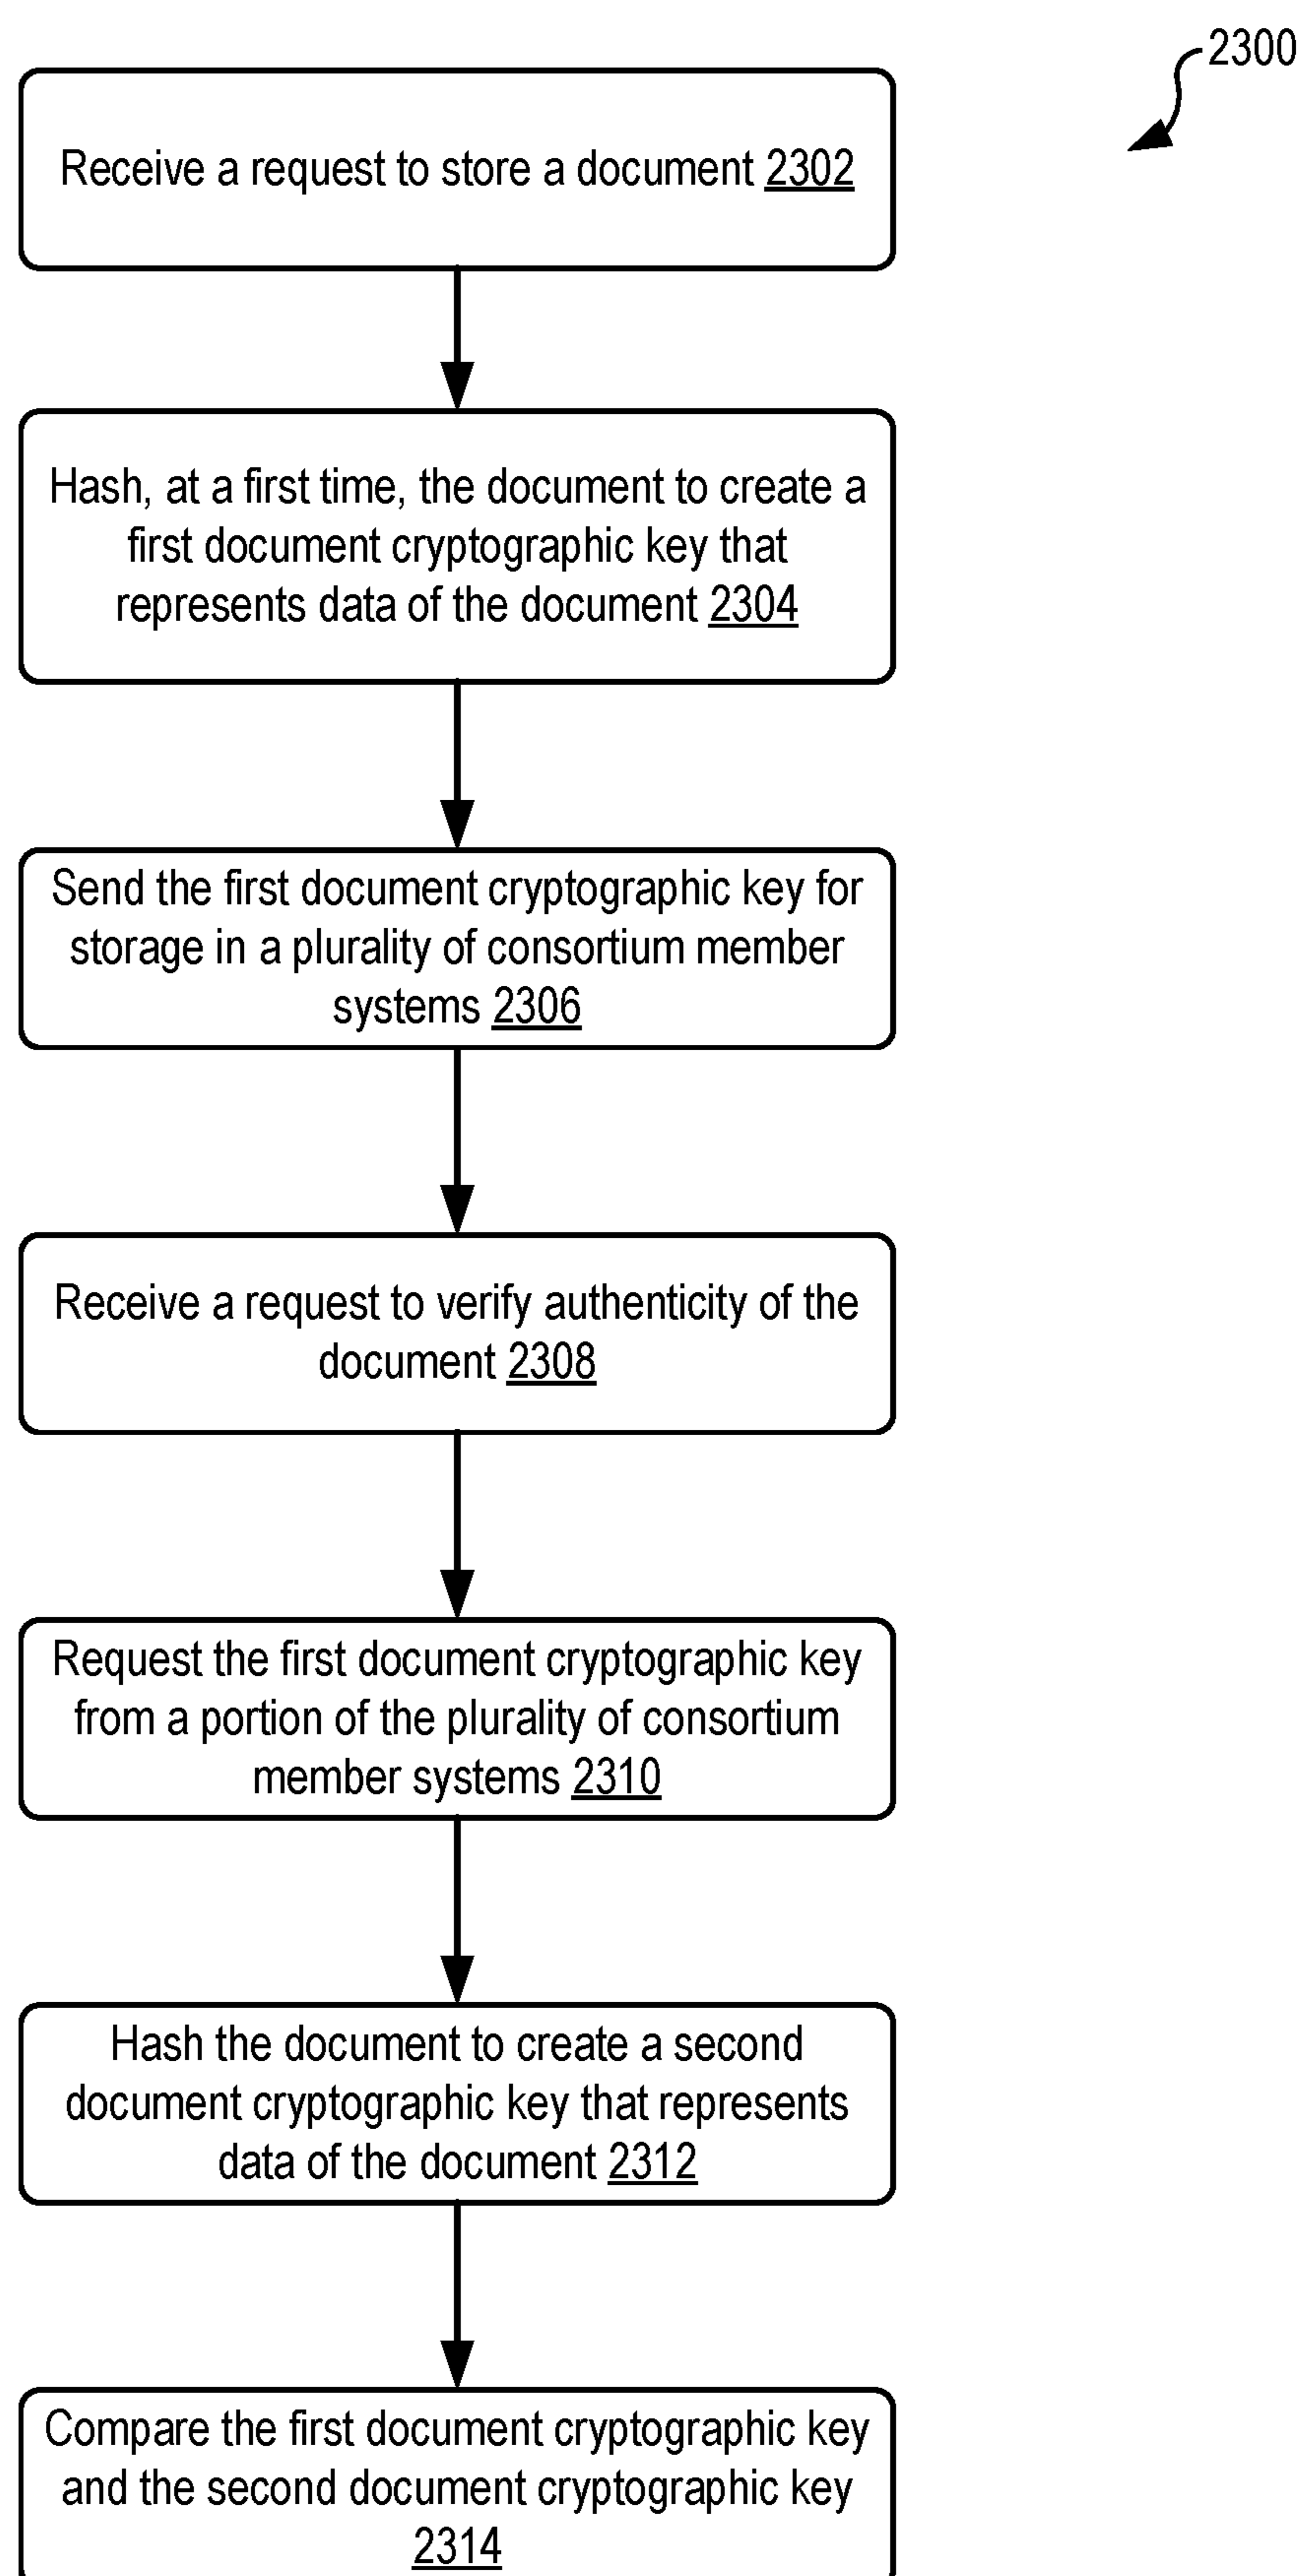 2300
Receive a request to store a document 2302
Hash, at a first time, the document to create a
first document cryptographic key that
represents data of the document 2304
Send the first document cryptographic key for
storage in a plurality of consortium member
systems 2306
Receive a request to verify authenticity of the
document 2308
Request the first document cryptographic key
from a portion of the plurality of consortium
member systems 2310
Hash the document to create a second
document cryptographic key that represents
data of the document 2312
Compare the first document cryptographic key
and the second document cryptographic key
2314